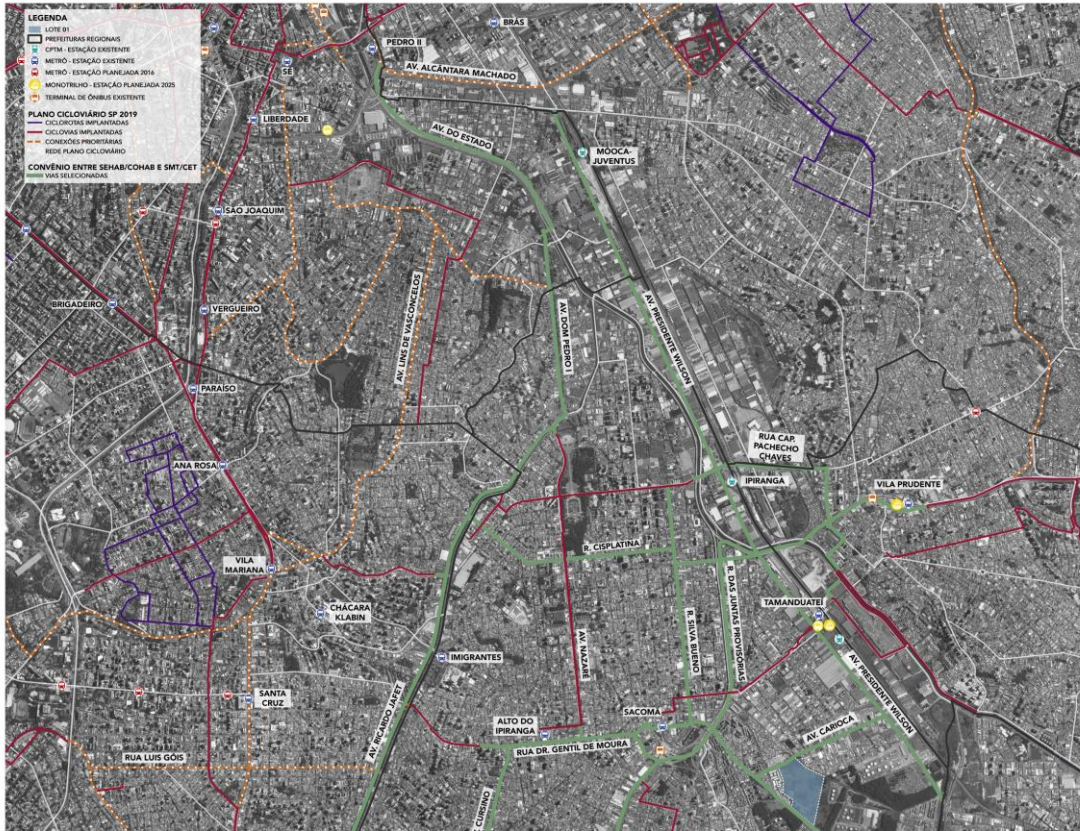 LEGENDA
LOTE 01
PREFEITURAS REGIONAIS
CPTM - ESTAÇÃO EXISTENTE
METRÔ - ESTAÇÃO EXISTENTE
METRÔ - ESTAÇÃO PLANEJADA 2016
MONOTRILHO - ESTAÇÃO PLANEJADA 2025
TERMINAL DE ÔNIBUS EXISTENTE
PLANO CICLOVIÁRIO SP 2019
CICLOROTAS IMPLANTADAS
CICLOVIAS IMPLANTADAS
CONEXÕES PRIORITÁRIAS
REDE PLANO CICLOVIÁRIO
CONVÊNIO ENTRE SEHAB/COHAB E SMT/CET
VIAS SELECIONADAS
BRÁS
PEDRO II
SÉ
AV. ALCÂNTARA MACHADO
LIBERDADE
AV. DO ESTADO
MOOCA-
JUVENTUS
SÃO JOAQUIM
BRIGADEIRO
VERGUEIRO
AV. LINS DE VASCONCELOS
AV. DOM PEDRO I
AV. PRESIDENTE WILSON
PARAÍSO
RUA CAP.
PACHECHO
CHAVES
ANA ROSA
IPIRANGA
VILA PRUDENTE
R. CISPLATINA
VILA
MARIANA
CHÁCARA
KLABIN
R. SILVA BUENO
R. DAS JUNTAS PROVISÓRIAS
TAMANDUATEÍ
AV. NAZARÉ
IMIGRANTES
AV. PRESIDENTE WILSON
SANTA
CRUZ
AV. RICARDO JAFET
SACOMÃ
ALTO DO
IPIRANGA
RUA DR. GENTIL DE MOURA
AV. CARIOCA
RUA LUIS GÓIS
CURSINO